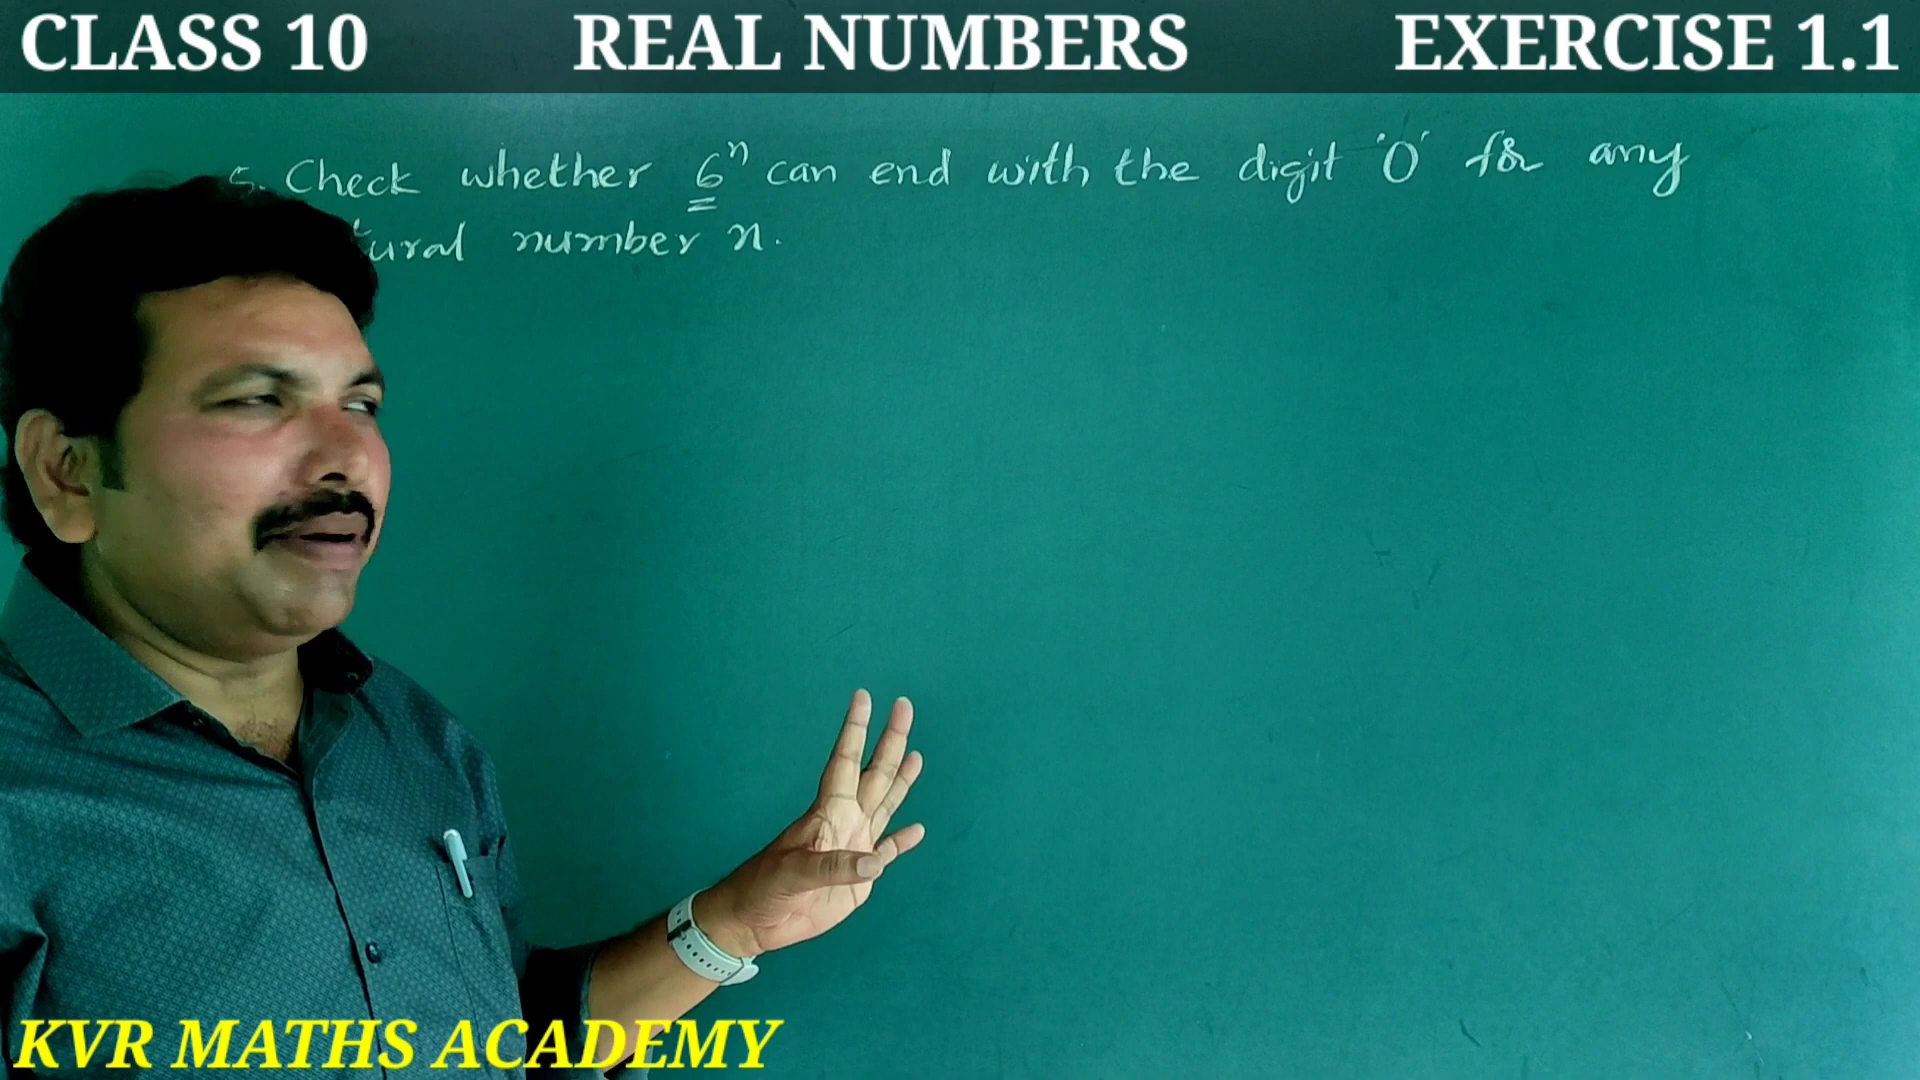 CLASS 10 REAL NUMBERS EXERCISE 1.1
5. Check whether 6ⁿ can end with the digit '0' for any
tural number n.
KVR MATHS ACADEMY